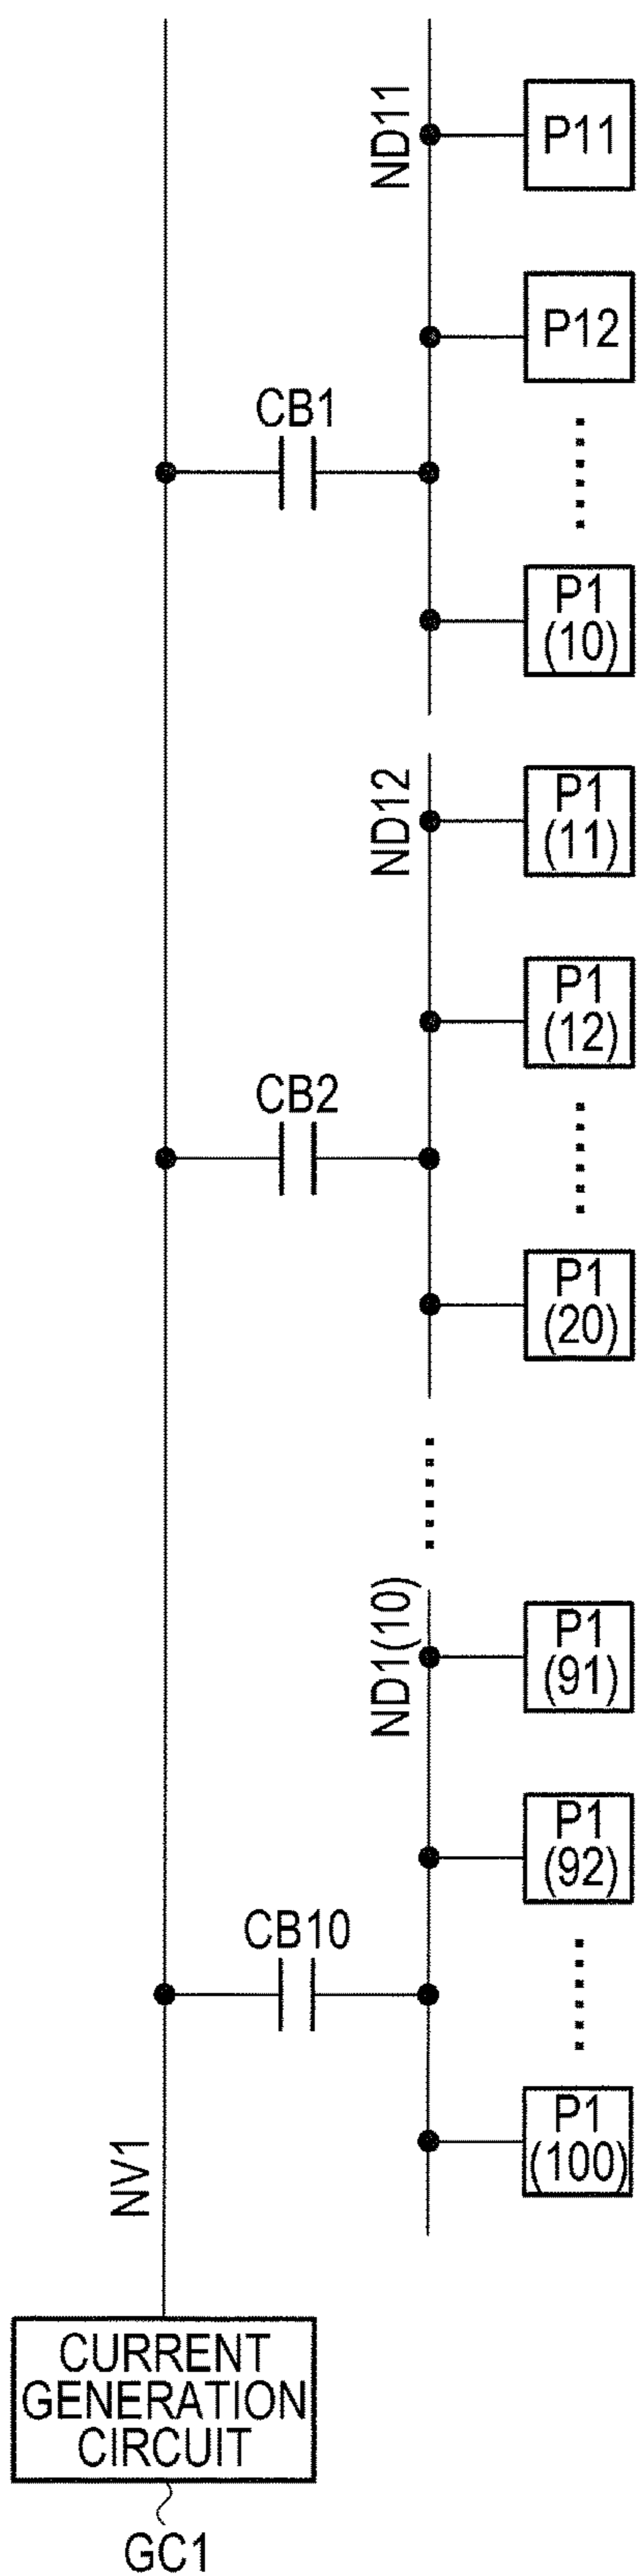 ND11
P11
P12
CB1
P1
(10)
ND12
P1
(11)
P1
(12)
CB2
P1
(20)
ND1(10)
P1
(91)
P1
(92)
CB10
P1
(100)
NV1
CURRENT
GENERATION
CIRCUIT
GC1